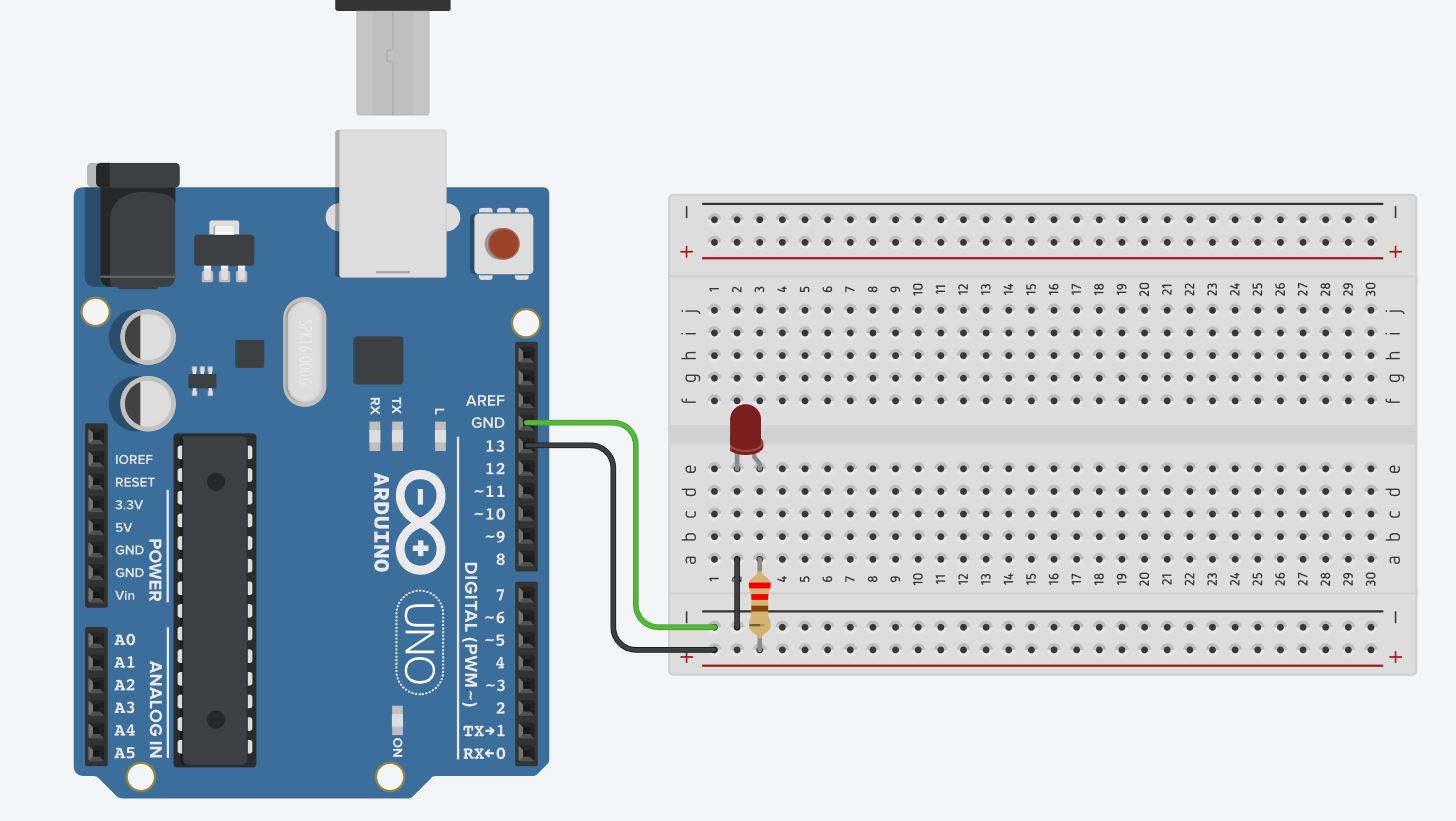 SPK16.000G
RX TX L
AREF
GND
13
12
~11
~10
~9
8
7
~6
~5
4
~3
2
TX→1
RX←0
DIGITAL (PWM~)
ARDUINO
UNO
ON
IOREF
RESET
3.3V
5V
GND
GND
Vin
POWER
A0
A1
A2
A3
A4
A5
ANALOG IN
- -
+ +
1 2 3 4 5 6 7 8 9 10 11 12 13 14 15 16 17 18 19 20 21 22 23 24 25 26 27 28 29 30
j j
i i
h h
g g
f f
e e
d d
c c
b b
a a
1 2 3 4 5 6 7 8 9 10 11 12 13 14 15 16 17 18 19 20 21 22 23 24 25 26 27 28 29 30
- -
+ +